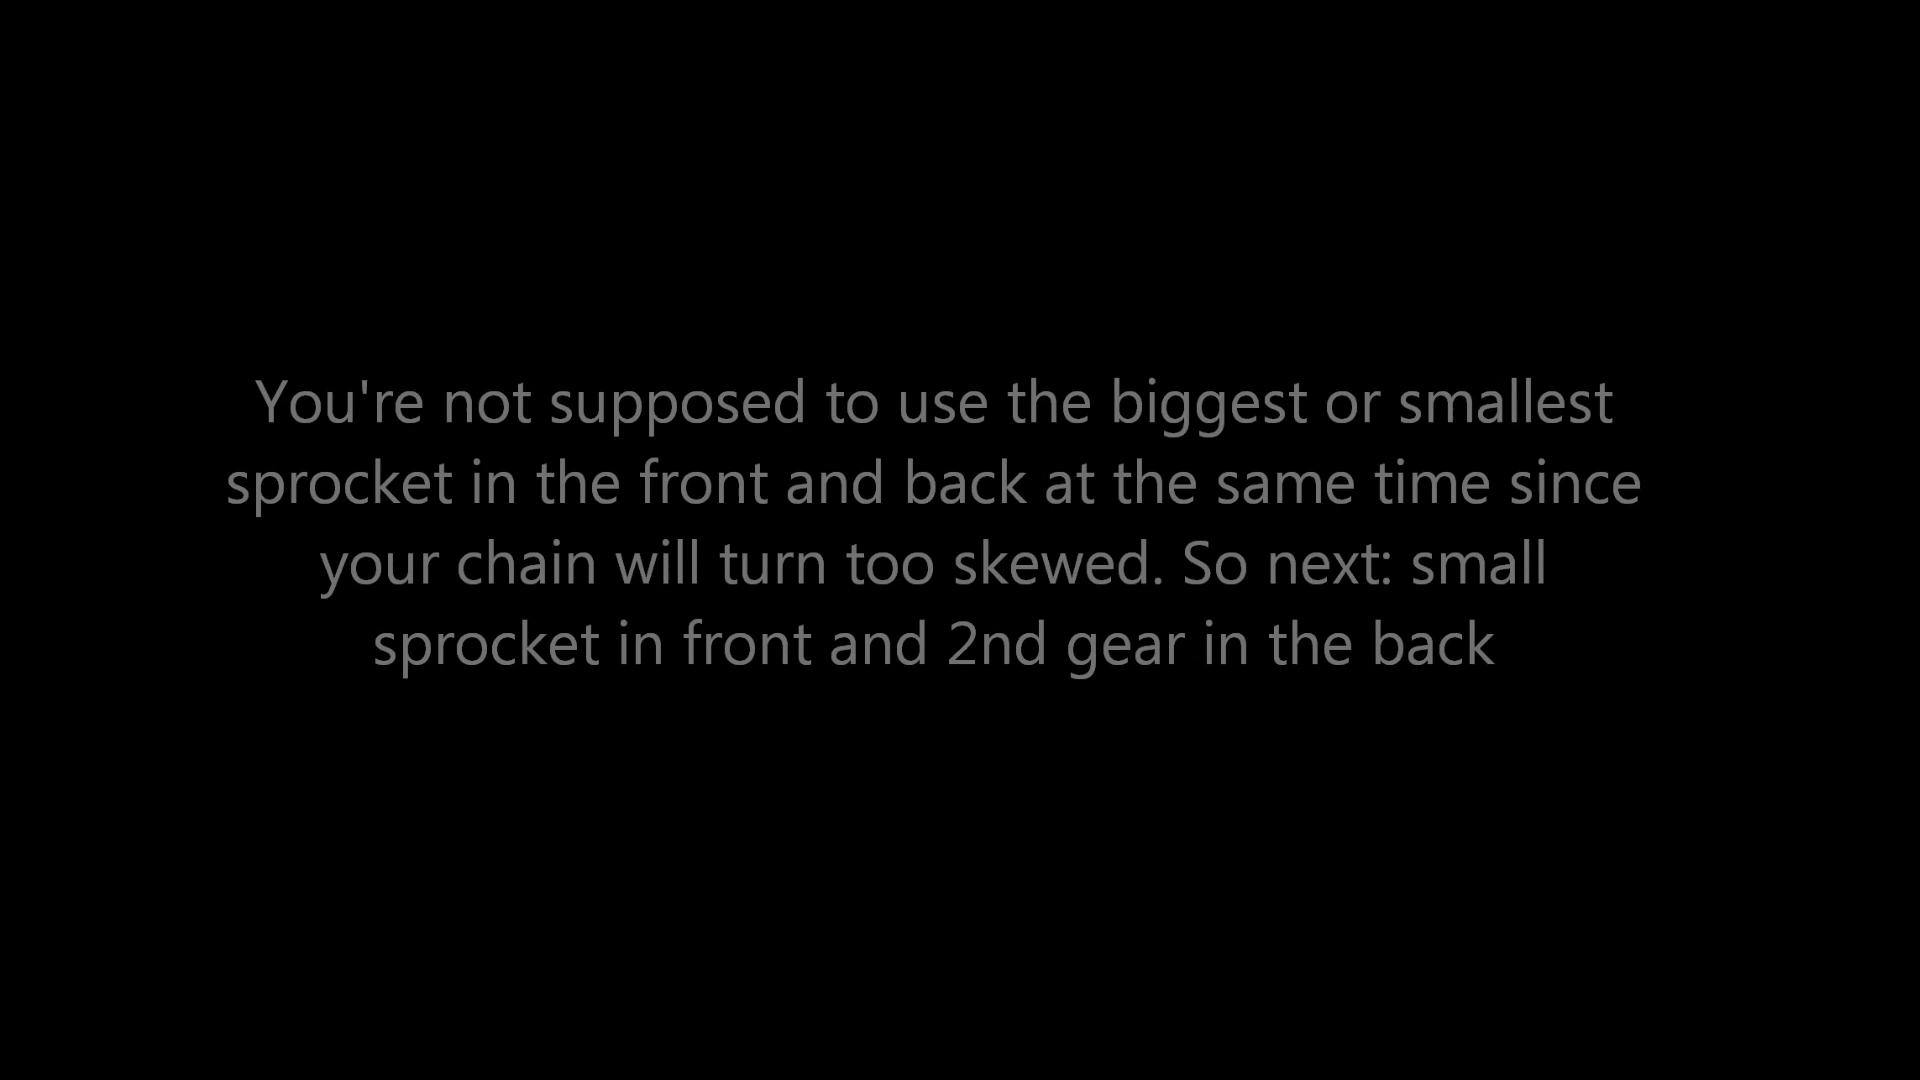 You're not supposed to use the biggest or smallest
sprocket in the front and back at the same time since
your chain will turn too skewed. So next: small
sprocket in front and 2nd gear in the back